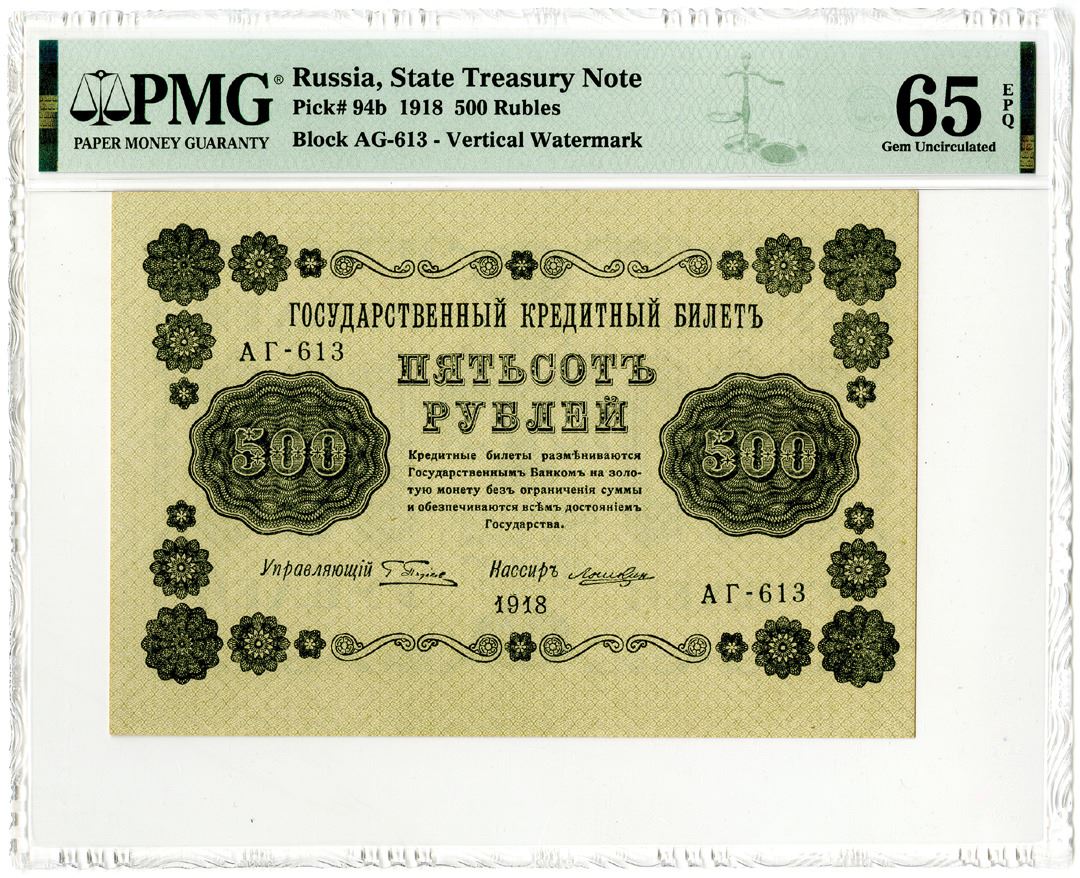 PMG®
PAPER MONEY GUARANTY
Russia, State Treasury Note
Pick# 94b 1918 500 Rubles
Block AG-613 - Vertical Watermark
65
EPQ
Gem Uncirculated
ГОСУДАРСТВЕННЫЙ КРЕДИТНЫЙ БИЛЕТЪ
АГ-613
ПЯТЬСОТЪ
РУБЛЕЙ
500
500
Кредитные билеты размѣниваются
Государственнымъ Банкомъ на золо-
тую монету безъ ограниченія суммы
и обезпечиваются всѣмъ достояніемъ
Государства.
Управляющій
Кассиръ
1918
АГ-613